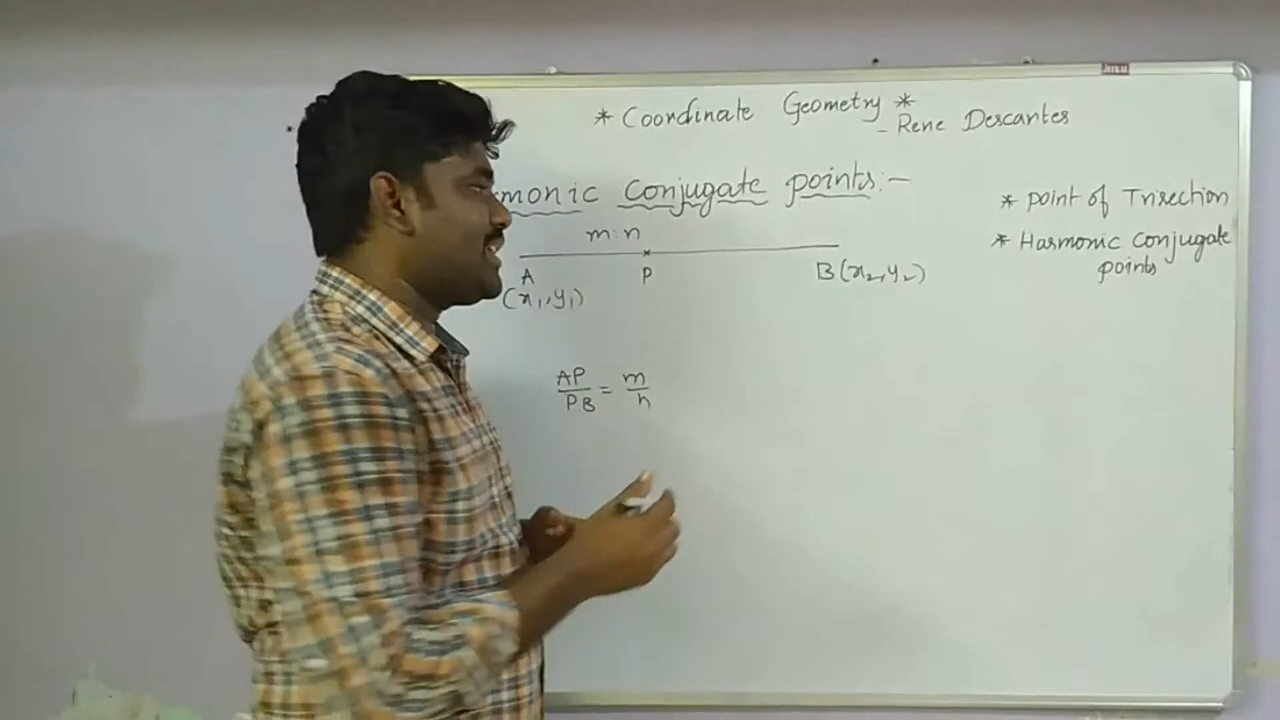 * Coordinate Geometry *
- Rene Descartes
monic Conjugate points:-
m:n
A P B(x₂,y₂)
(x₁,y₁)
AP/PB = m/n
* point of Trisection
* Harmonic Conjugate
points